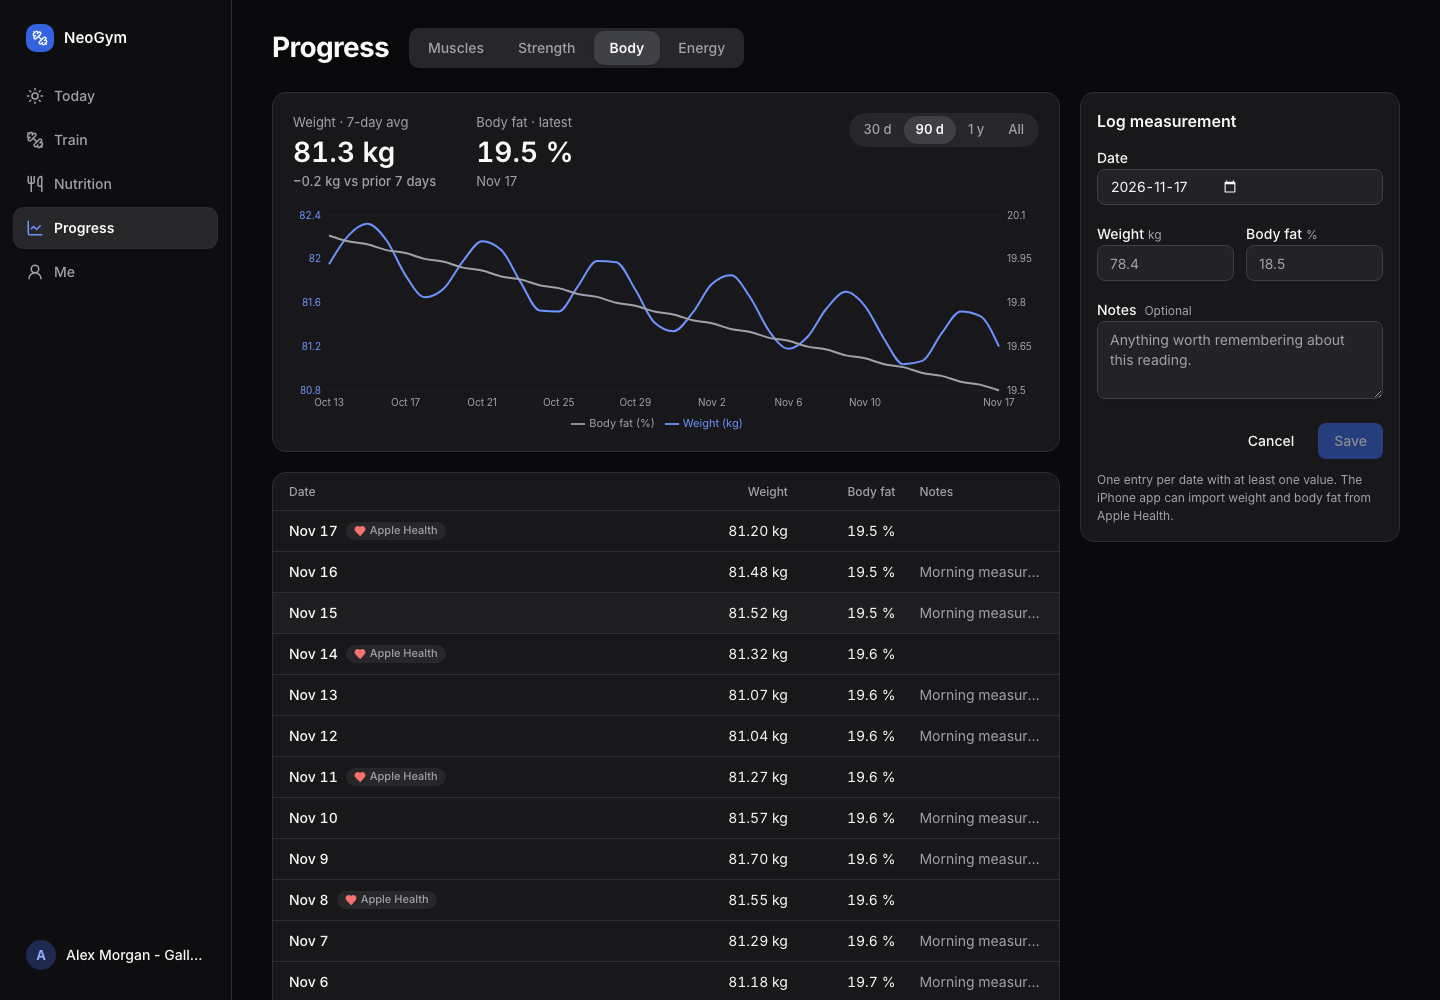 NeoGym
Today
Train
Nutrition
Progress
Me
Alex Morgan - Gall...
A
Progress
Muscles
Strength
Body
Energy
Weight · 7-day avg
81.3 kg
−0.2 kg vs prior 7 days
Body fat · latest
19.5 %
Nov 17
30 d
90 d
1 y
All
82.4
82
81.6
81.2
80.8
20.1
19.95
19.8
19.65
19.5
Oct 13
Oct 17
Oct 21
Oct 25
Oct 29
Nov 2
Nov 6
Nov 10
Nov 17
Body fat (%)
Weight (kg)
Date Weight Body fat Notes
Nov 17 Apple Health 81.20 kg 19.5 %
Nov 16 81.48 kg 19.5 % Morning measur...
Nov 15 81.52 kg 19.5 % Morning measur...
Nov 14 Apple Health 81.32 kg 19.6 %
Nov 13 81.07 kg 19.6 % Morning measur...
Nov 12 81.04 kg 19.6 % Morning measur...
Nov 11 Apple Health 81.27 kg 19.6 %
Nov 10 81.57 kg 19.6 % Morning measur...
Nov 9 81.70 kg 19.6 % Morning measur...
Nov 8 Apple Health 81.55 kg 19.6 %
Nov 7 81.29 kg 19.6 % Morning measur...
Nov 6 81.18 kg 19.7 % Morning measur...
Log measurement
Date
2026-11-17
Weight kg
78.4
Body fat %
18.5
Notes Optional
Anything worth remembering about
this reading.
Cancel
Save
One entry per date with at least one value. The
iPhone app can import weight and body fat from
Apple Health.